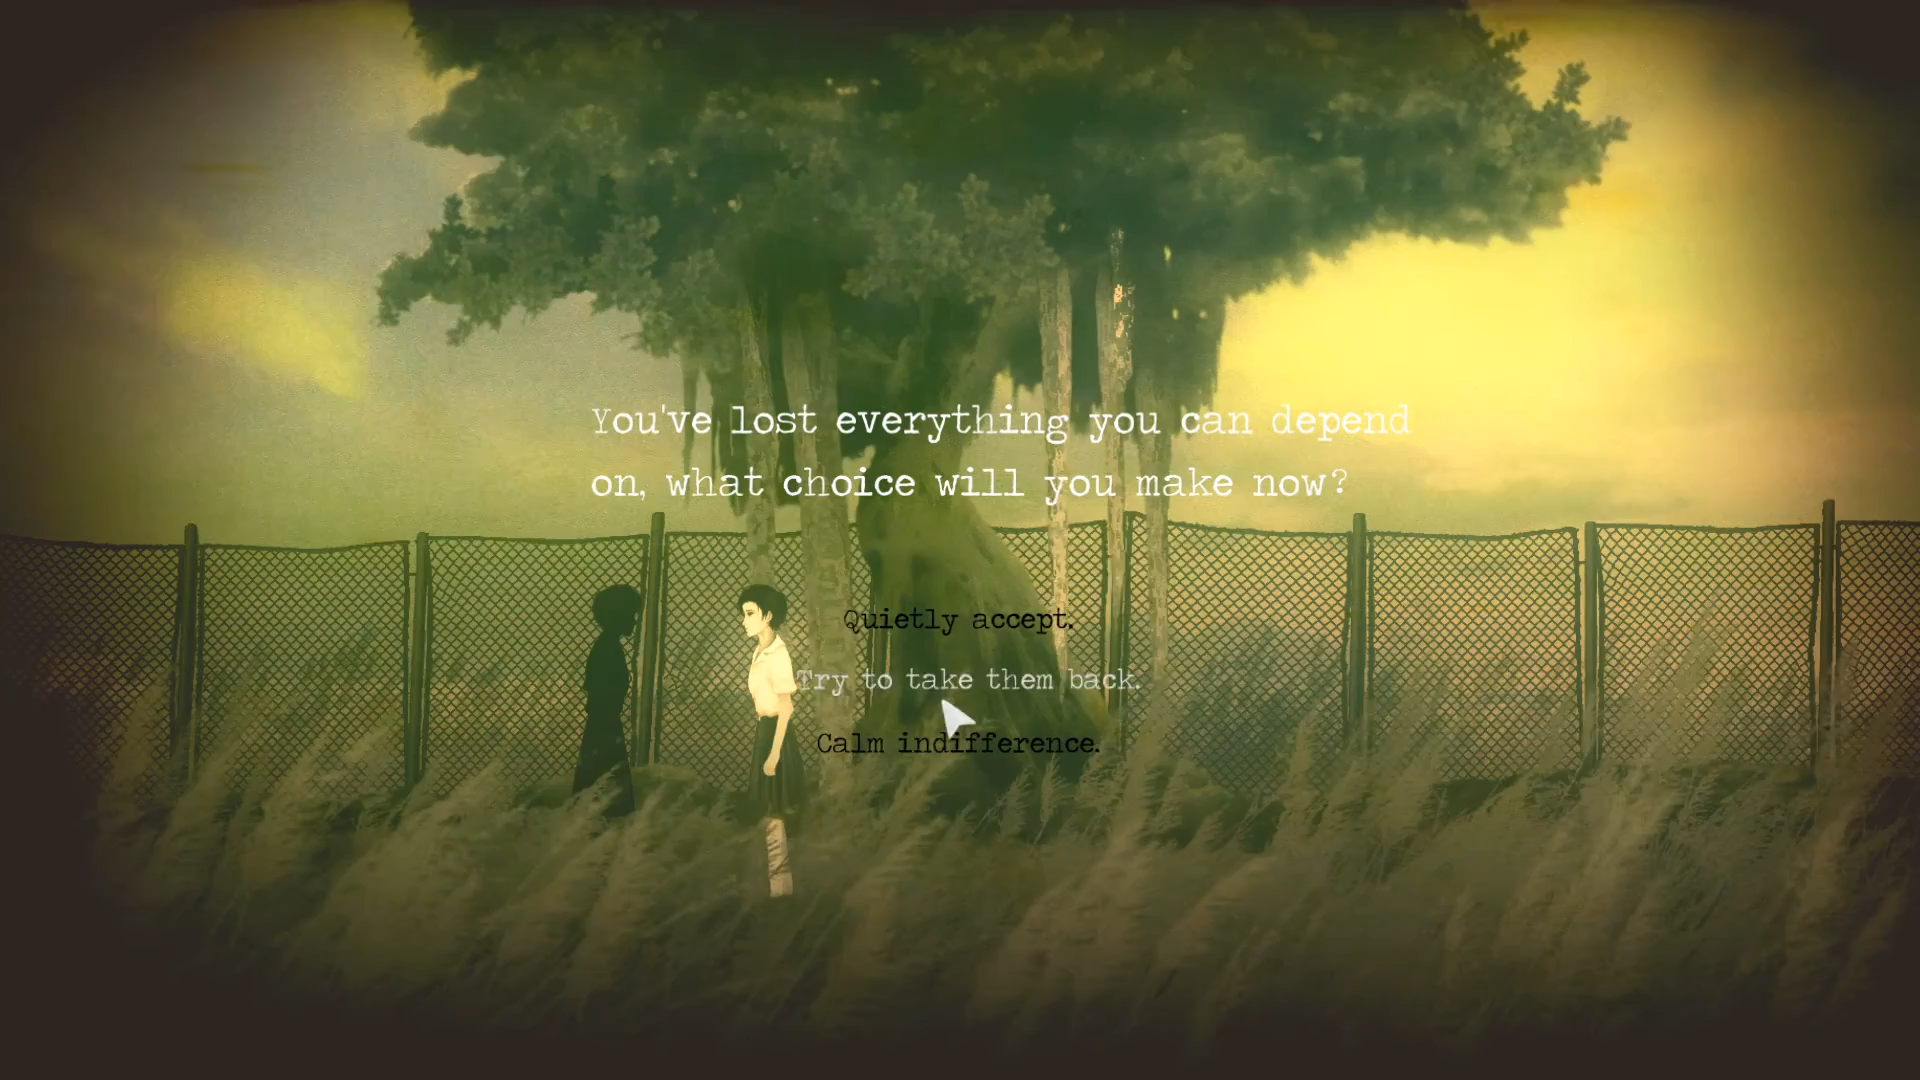 You've lost everything you can depend
on, what choice will you make now?
Quietly accept.
Try to take them back.
Calm indifference.